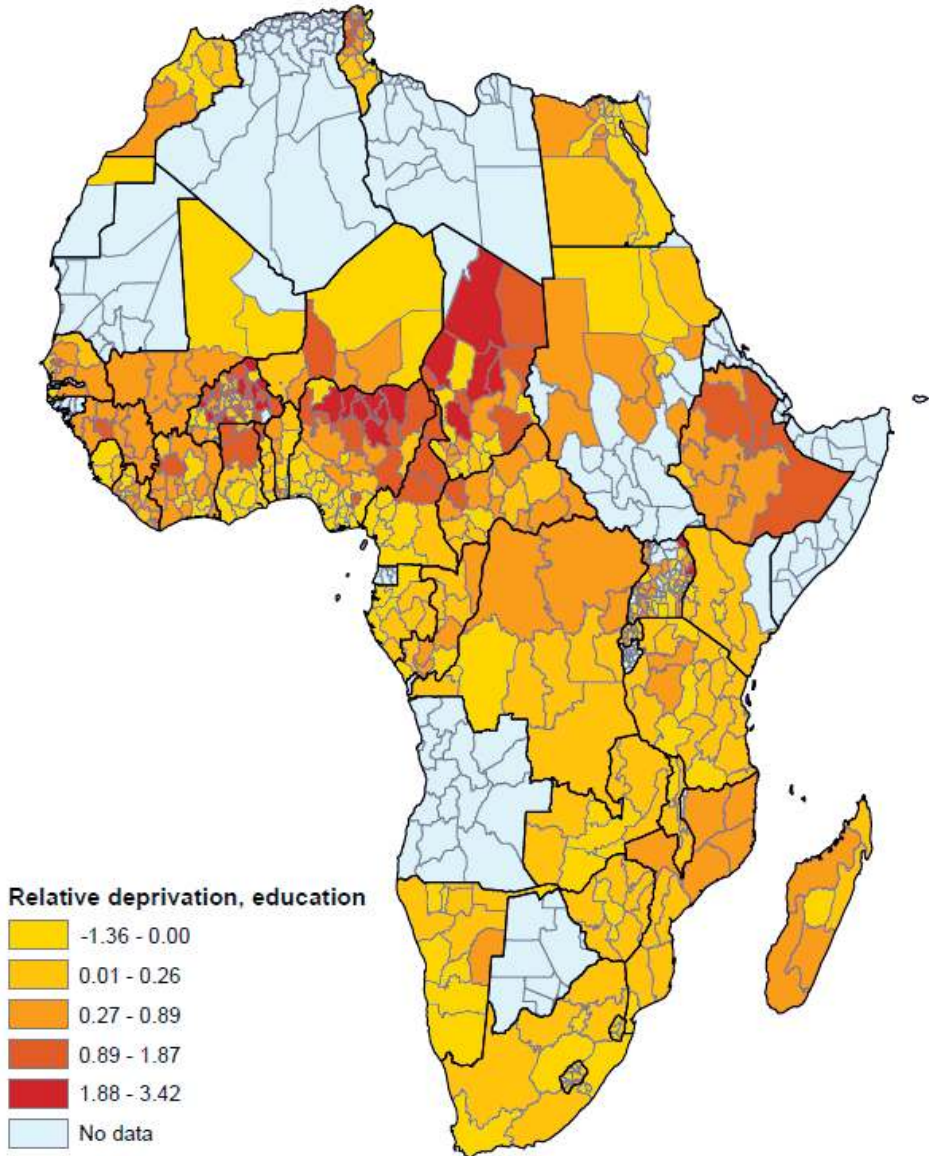 Relative deprivation, education
-1.36 - 0.00
0.01 - 0.26
0.27 - 0.89
0.89 - 1.87
1.88 - 3.42
No data